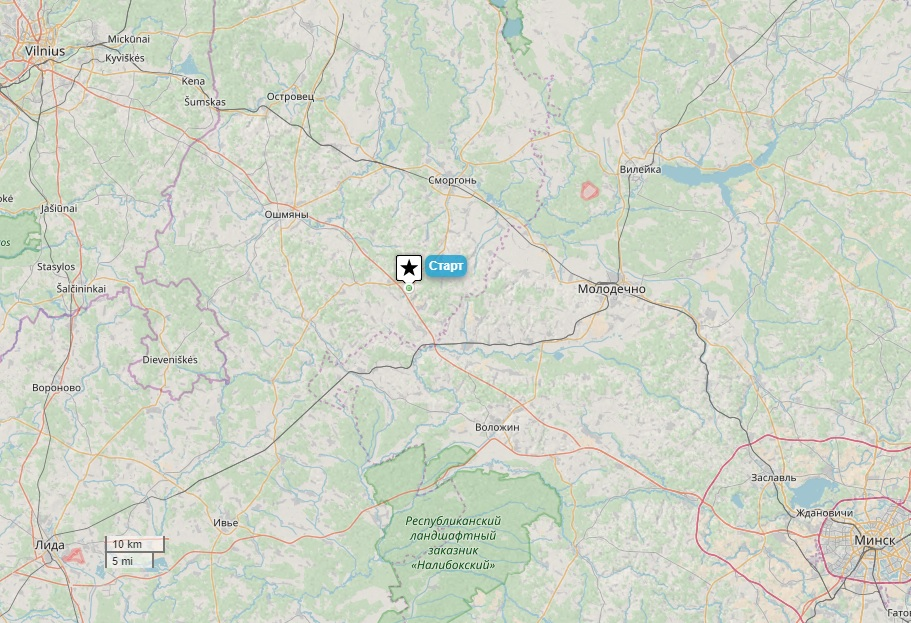 Mickūnai
Vilnius
Kyviškės
Kena
Šumskas
Островец
Вилейка
Сморгонь
Jašiūnai
Ошмяны
Stasylos
Старт
Šalčininkai
Молодечно
Dieveniškės
Вороново
Воложин
Заславль
Ждановичи
Республиканский
ландшафтный
заказник
«Налибокский»
Ивье
Лида
10 km
5 mi
Минск